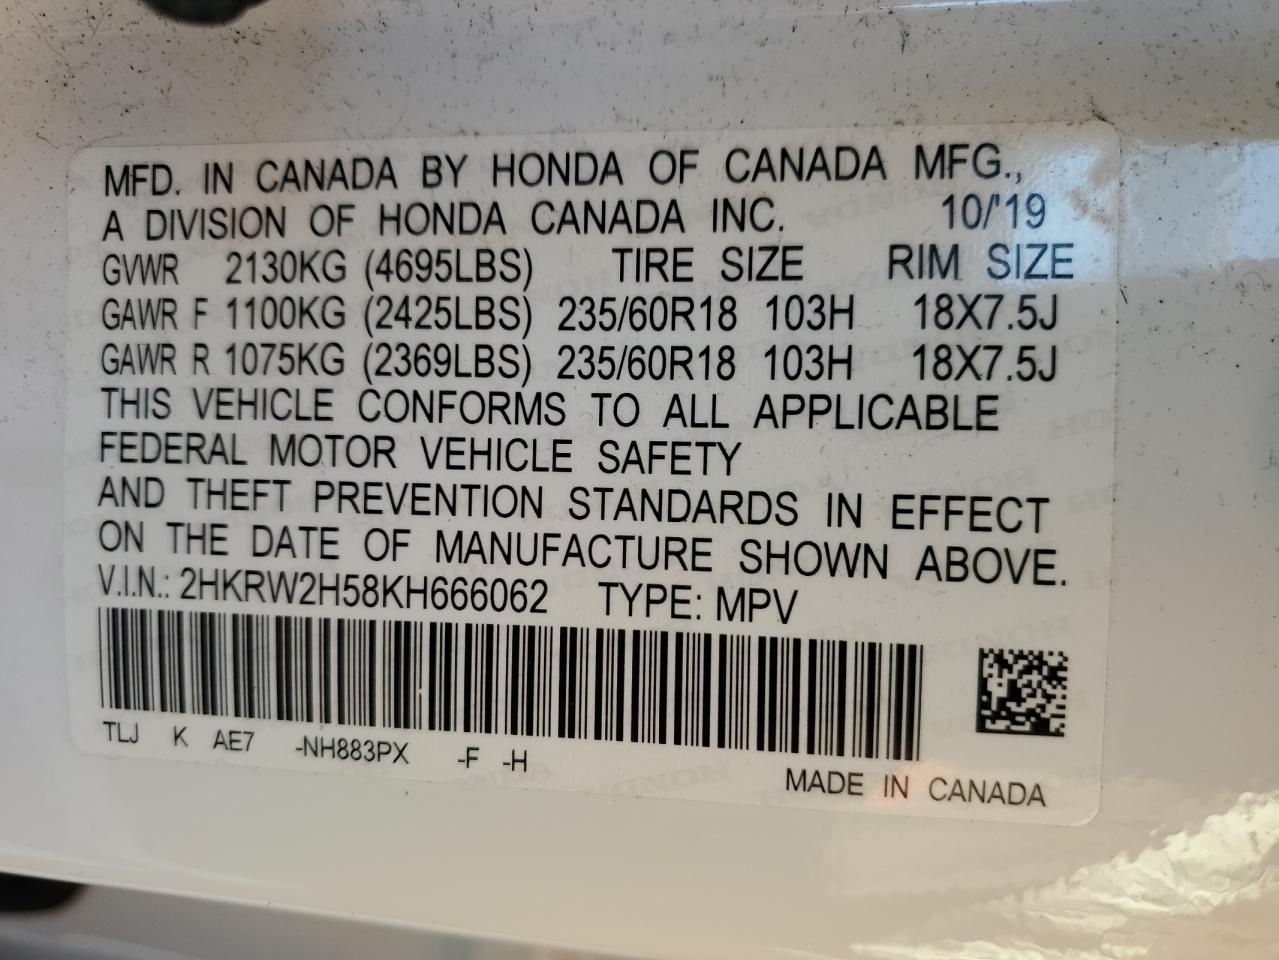 MFD. IN CANADA BY HONDA OF CANADA MFG.,
A DIVISION OF HONDA CANADA INC. 10/'19
GVWR 2130KG (4695LBS) TIRE SIZE RIM SIZE
GAWR F 1100KG (2425LBS) 235/60R18 103H 18X7.5J
GAWR R 1075KG (2369LBS) 235/60R18 103H 18X7.5J
THIS VEHICLE CONFORMS TO ALL APPLICABLE
FEDERAL MOTOR VEHICLE SAFETY
AND THEFT PREVENTION STANDARDS IN EFFECT
ON THE DATE OF MANUFACTURE SHOWN ABOVE.
V.I.N.: 2HKRW2H58KH666062 TYPE: MPV
TLJ K AE7 -NH883PX -F -H
MADE IN CANADA